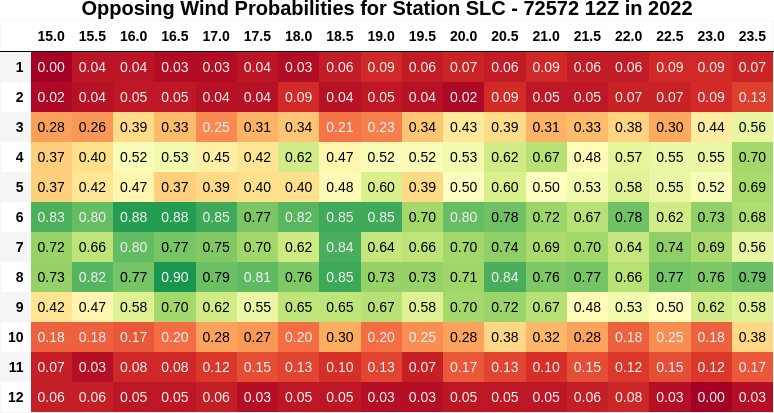 Opposing Wind Probabilities for Station SLC - 72572 12Z in 2022
15.0 15.5 16.0 16.5 17.0 17.5 18.0 18.5 19.0 19.5 20.0 20.5 21.0 21.5 22.0 22.5 23.0 23.5
1 0.00 0.04 0.04 0.03 0.03 0.04 0.03 0.06 0.09 0.06 0.07 0.06 0.09 0.06 0.06 0.09 0.09 0.07
2 0.02 0.04 0.05 0.05 0.04 0.04 0.09 0.04 0.05 0.04 0.02 0.09 0.05 0.05 0.07 0.07 0.09 0.13
3 0.28 0.26 0.39 0.33 0.25 0.31 0.34 0.21 0.23 0.34 0.43 0.39 0.31 0.33 0.38 0.30 0.44 0.56
4 0.37 0.40 0.52 0.53 0.45 0.42 0.62 0.47 0.52 0.52 0.53 0.62 0.67 0.48 0.57 0.55 0.55 0.70
5 0.37 0.42 0.47 0.37 0.39 0.40 0.40 0.48 0.60 0.39 0.50 0.60 0.50 0.53 0.58 0.55 0.52 0.69
6 0.83 0.80 0.88 0.88 0.85 0.77 0.82 0.85 0.85 0.70 0.80 0.78 0.72 0.67 0.78 0.62 0.73 0.68
7 0.72 0.66 0.80 0.77 0.75 0.70 0.62 0.84 0.64 0.66 0.70 0.74 0.69 0.70 0.64 0.74 0.69 0.56
8 0.73 0.82 0.77 0.90 0.79 0.81 0.76 0.85 0.73 0.73 0.71 0.84 0.76 0.77 0.66 0.77 0.76 0.79
9 0.42 0.47 0.58 0.70 0.62 0.55 0.65 0.65 0.67 0.58 0.70 0.72 0.67 0.48 0.53 0.50 0.62 0.58
10 0.18 0.18 0.17 0.20 0.28 0.27 0.20 0.30 0.20 0.25 0.28 0.38 0.32 0.28 0.18 0.25 0.18 0.38
11 0.07 0.03 0.08 0.08 0.12 0.15 0.13 0.10 0.13 0.07 0.17 0.13 0.10 0.15 0.12 0.15 0.12 0.17
12 0.06 0.06 0.05 0.05 0.06 0.03 0.05 0.05 0.03 0.03 0.05 0.05 0.05 0.06 0.08 0.03 0.00 0.03